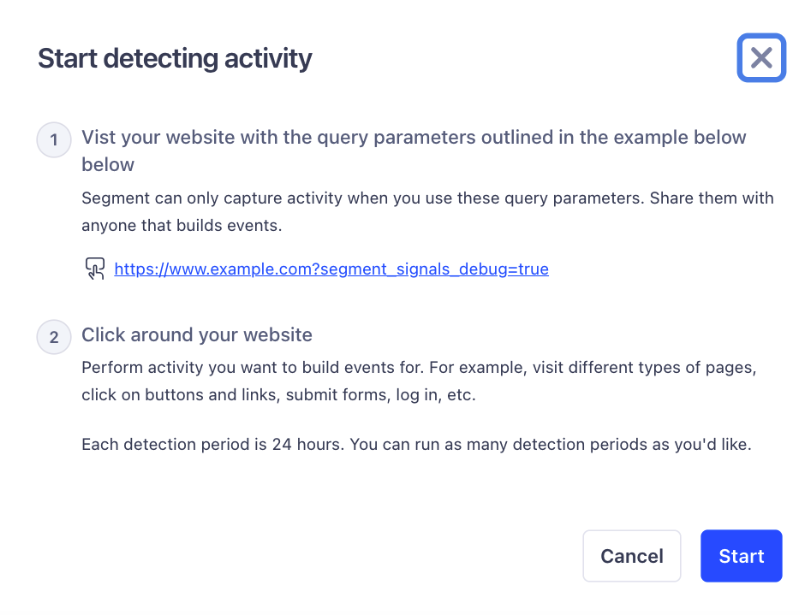 Start detecting activity
1
Vist your website with the query parameters outlined in the example below
below
Segment can only capture activity when you use these query parameters. Share them with
anyone that builds events.
https://www.example.com?segment_signals_debug=true
2
Click around your website
Perform activity you want to build events for. For example, visit different types of pages,
click on buttons and links, submit forms, log in, etc.
Each detection period is 24 hours. You can run as many detection periods as you'd like.
Cancel
Start